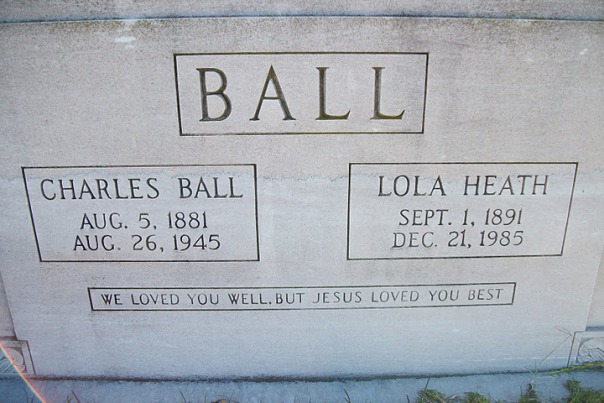 BALL
CHARLES BALL
AUG. 5, 1881
AUG. 26, 1945
LOLA HEATH
SEPT. 1, 1891
DEC. 21, 1985
WE LOVED YOU WELL, BUT JESUS LOVED YOU BEST